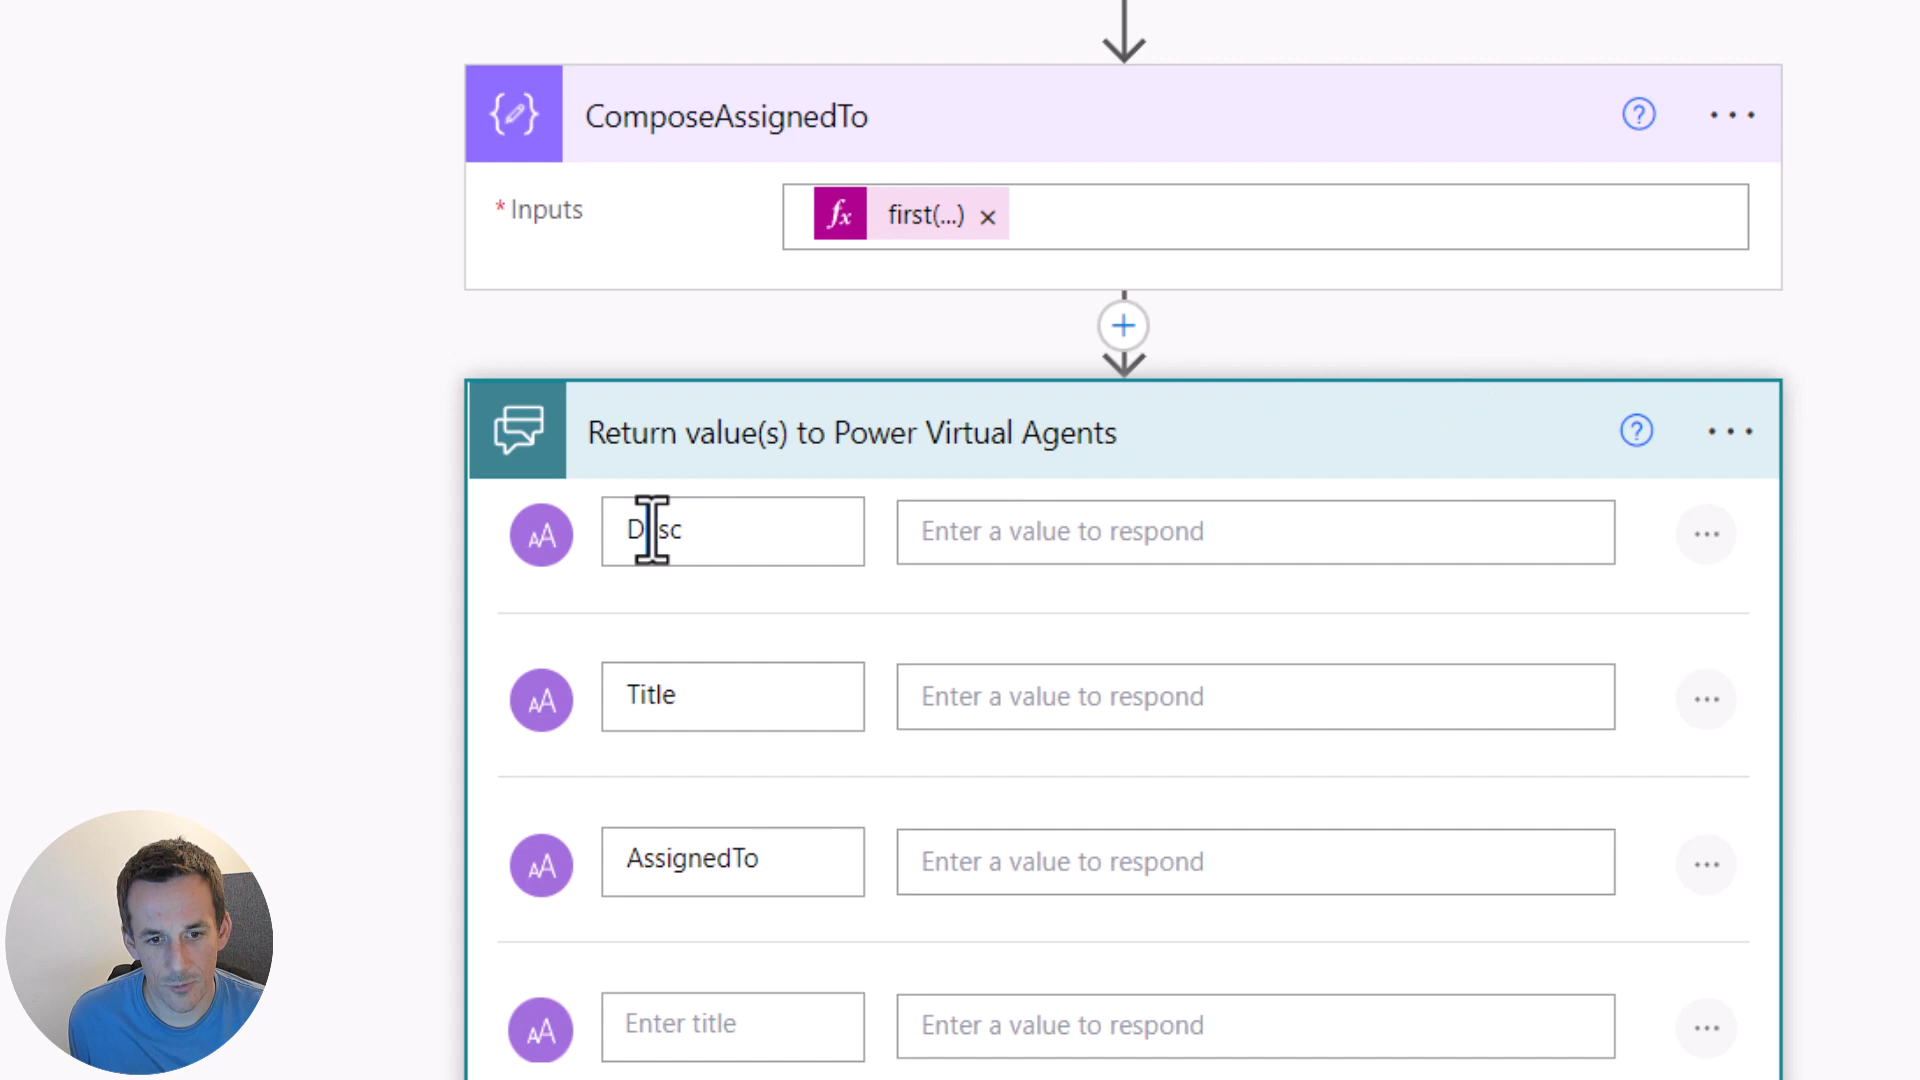 ComposeAssignedTo
* Inputs
fx first(...) ×
Return value(s) to Power Virtual Agents
Enter a value to respond
Title
Enter a value to respond
AssignedTo
Enter a value to respond
Enter title
Enter a value to respond